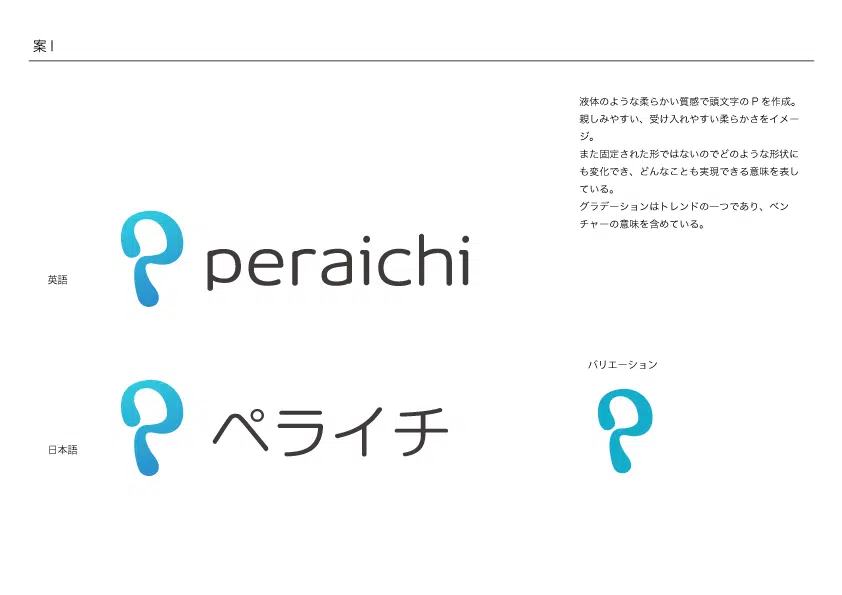 案1
液体のような柔らかい質感で頭文字のPを作成。
親しみやすい、受け入れやすい柔らかさをイメー
ジ。
また固定された形ではないのでどのような形状に
も変化でき、どんなことも実現できる意味を表し
ている。
グラデーションはトレンドの一つであり、ベン
チャーの意味を含めている。
英語
peraichi
バリエーション
日本語
ペライチ